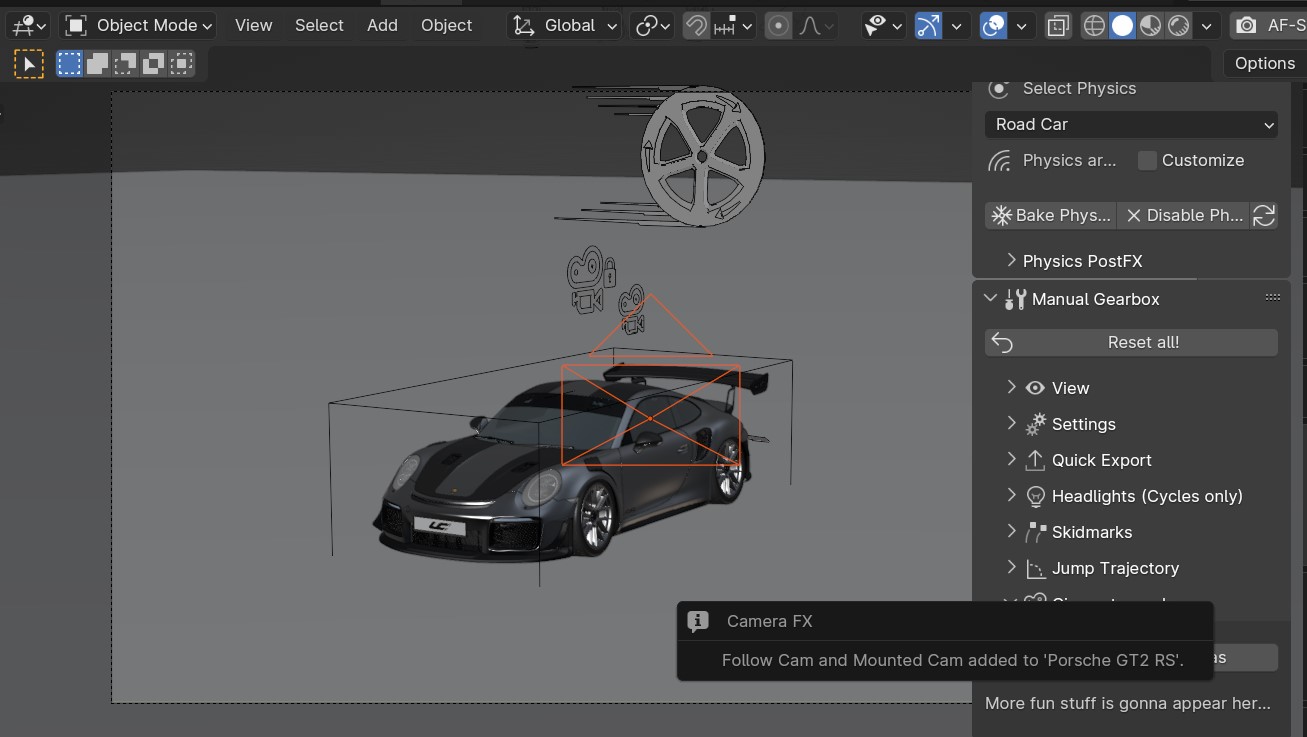 Object Mode View Select Add Object Global AF-S
Options
Select Physics
Road Car
Physics ar... Customize
Bake Phys... Disable Ph...
Physics PostFX
Manual Gearbox
Reset all!
View
Settings
Quick Export
Headlights (Cycles only)
Skidmarks
Jump Trajectory
Camera FX
Follow Cam and Mounted Cam added to 'Porsche GT2 RS'.
as
More fun stuff is gonna appear her...